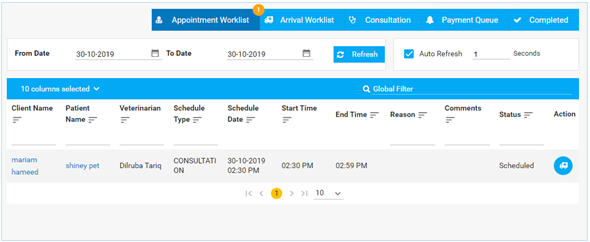 1
Appointment Worklist Arrival Worklist Consultation Payment Queue Completed
From Date 30-10-2019 To Date 30-10-2019 Refresh Auto Refresh 1 Seconds
10 columns selected Global Filter
Client Name Patient Name Veterinarian Schedule Type Schedule Date Start Time End Time Reason Comments Status Action
mariam hameed shiney pet Dilruba Tariq CONSULTATI
ON 30-10-2019 02:30 PM 02:30 PM 02:59 PM Scheduled
1 10